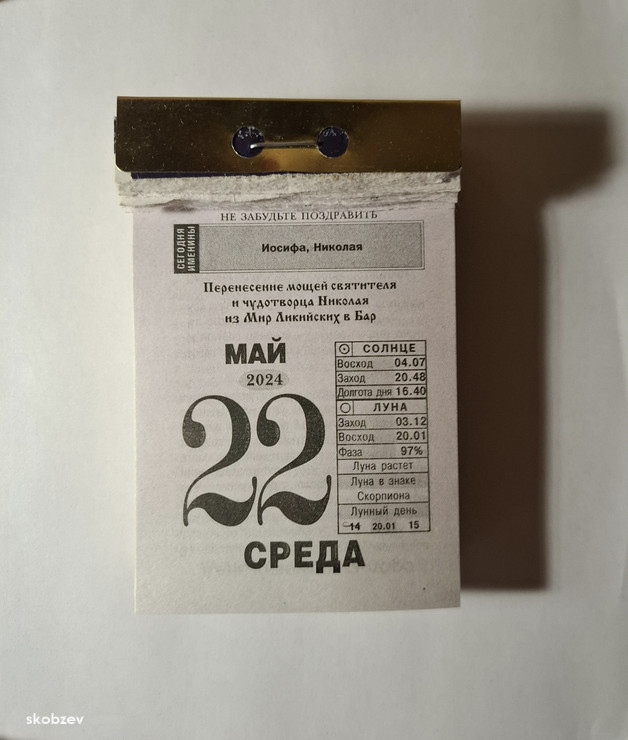 НЕ ЗАБУДЬТЕ ПОЗДРАВИТЬ
СЕГОДНЯ
ИМЕНИНЫ
Иосифа, Николая
Перенесение мощей святителя
и чудотворца Николая
из Мир Ликийских в Бар
МАЙ
2024
22
СРЕДА
СОЛНЦЕ
Восход 04.07
Заход 20.48
Долгота дня 16.40
ЛУНА
Заход 03.12
Восход 20.01
Фаза 97%
Луна растет
Луна в знаке
Скорпиона
Лунный день
14 20.01 15
skobzev